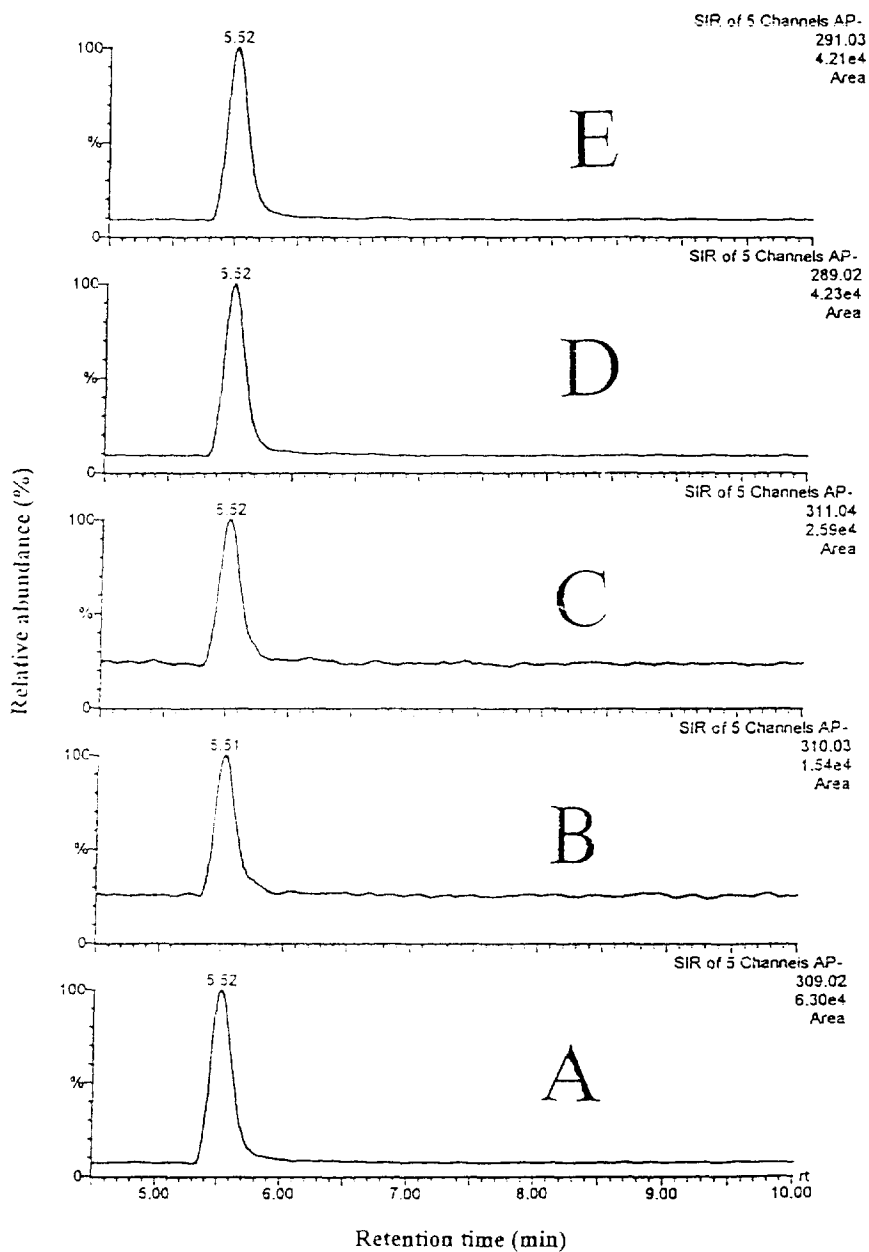 SIR of 5 Channels AP-
291.03
4.21e4
Area
5.52
100
%
0
E
SIR of 5 Channels AP-
289.02
4.23e4
Area
5.52
100
%
0
D
SIR of 5 Channels AP-
311.04
2.59e4
Area
5.52
100
%
0
C
SIR of 5 Channels AP-
310.03
1.54e4
Area
5.51
100
%
0
B
SIR of 5 Channels AP-
309.02
6.30e4
Area
5.52
100
%
0
A
rt
5.00 6.00 7.00 8.00 9.00 10.00
Relative abundance (%)
Retention time (min)